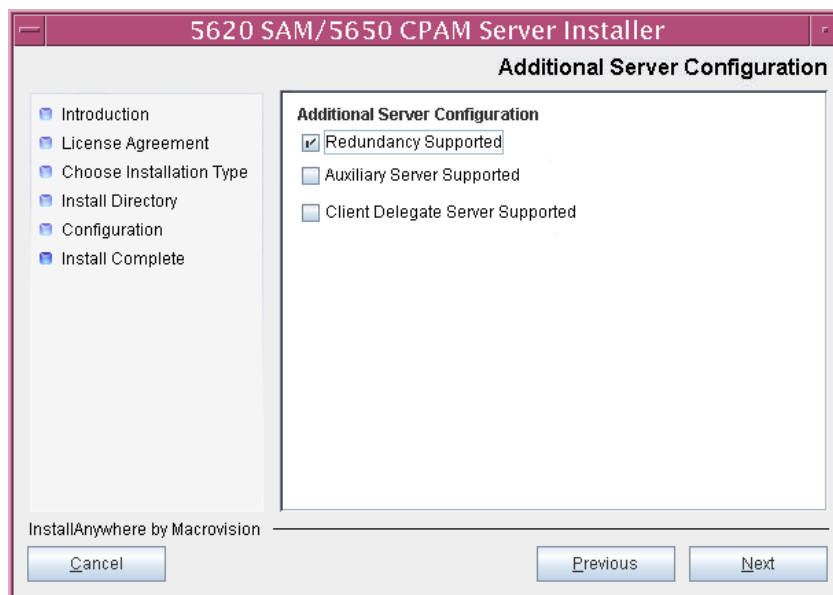 5620 SAM/5650 CPAM Server Installer
Additional Server Configuration
Introduction
License Agreement
Choose Installation Type
Install Directory
Configuration
Install Complete
Additional Server Configuration
Redundancy Supported
Auxiliary Server Supported
Client Delegate Server Supported
InstallAnywhere by Macrovision
Cancel
Previous
Next